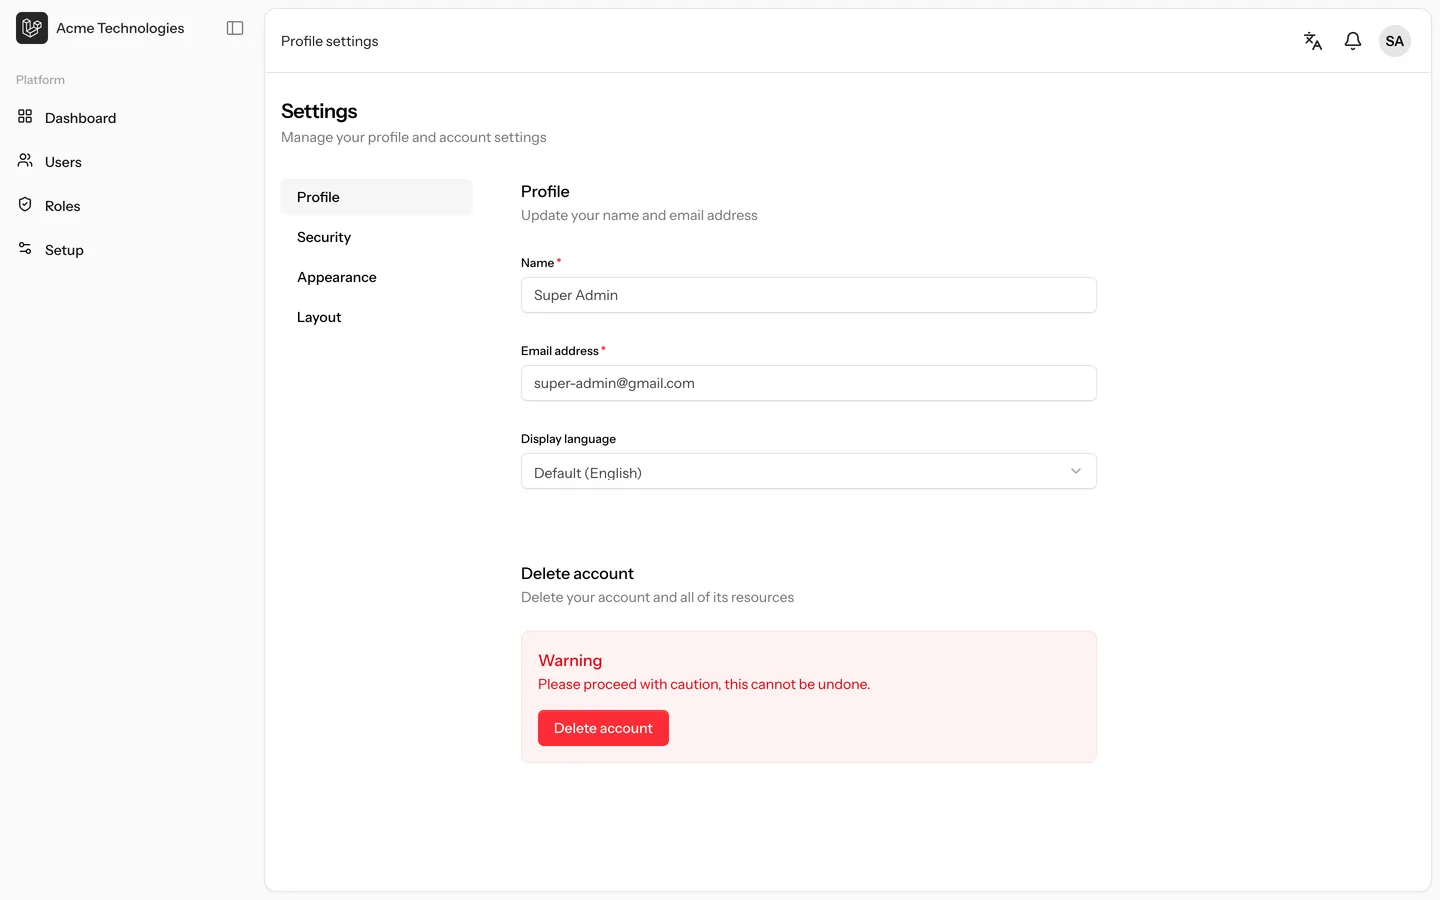 Acme Technologies
Platform
Dashboard
Users
Roles
Setup
Profile settings
SA
Settings
Manage your profile and account settings
Profile
Security
Appearance
Layout
Profile
Update your name and email address
Name *
Super Admin
Email address *
super-admin@gmail.com
Display language
Default (English)
Delete account
Delete your account and all of its resources
Warning
Please proceed with caution, this cannot be undone.
Delete account